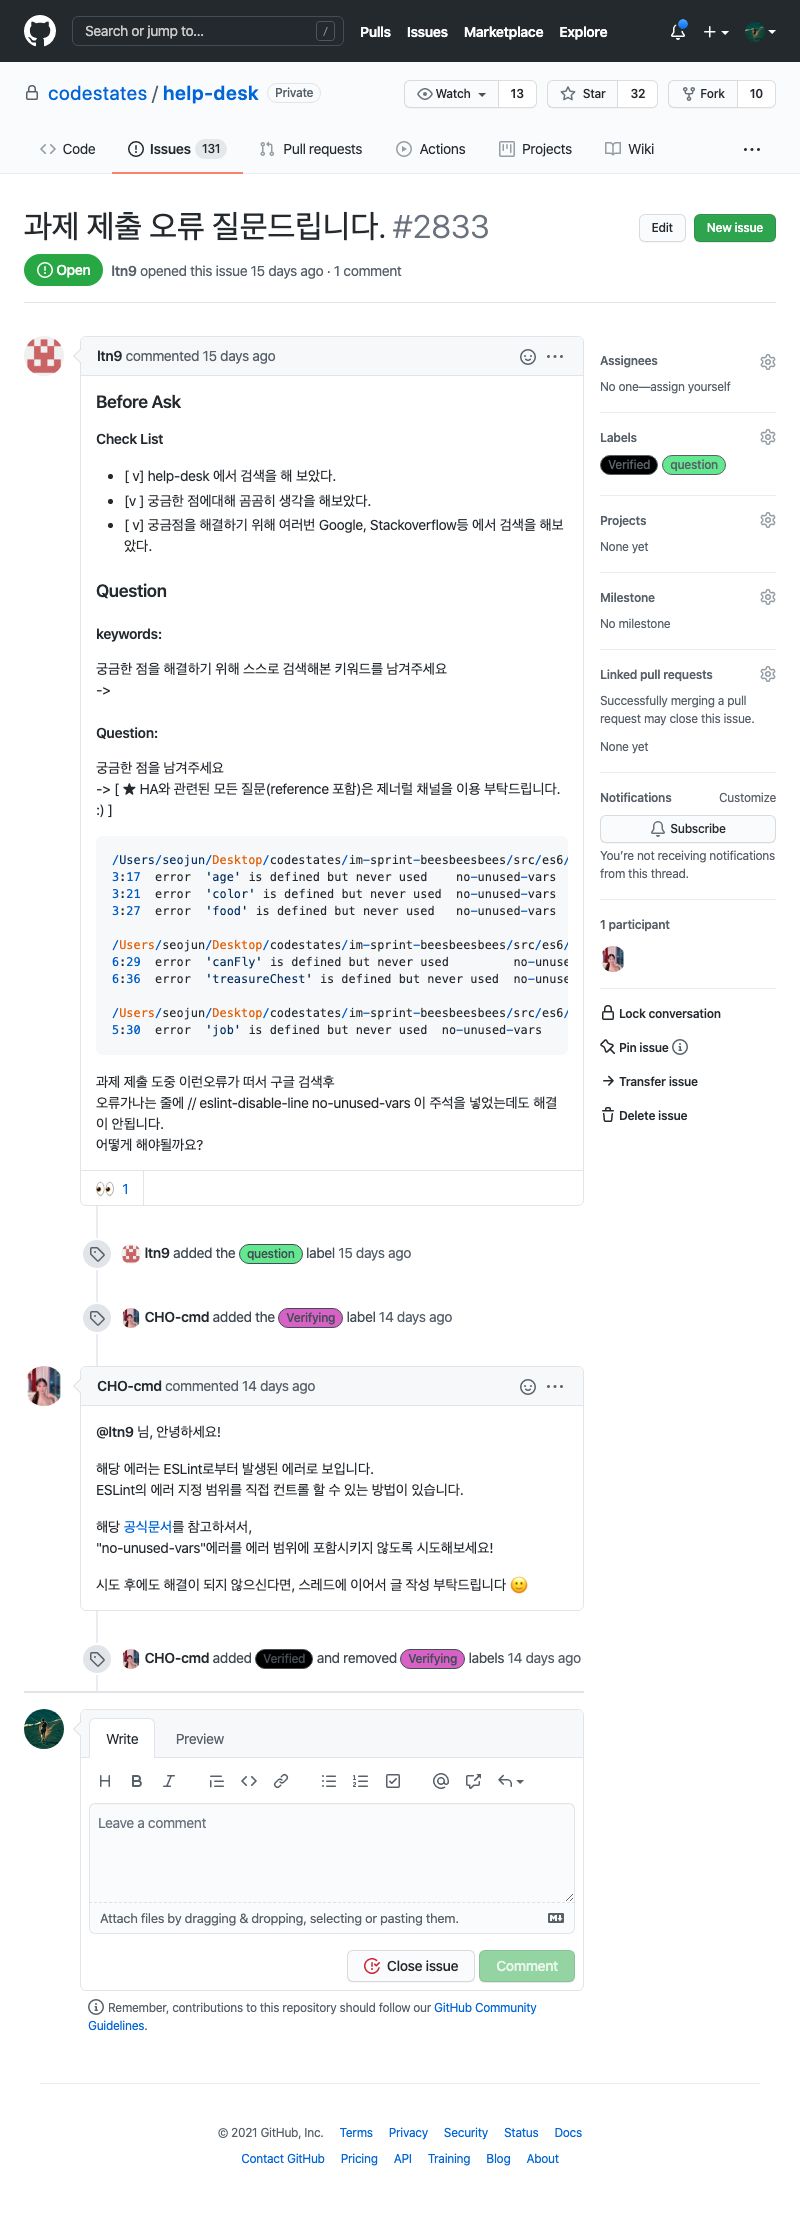 Search or jump to... /
Pulls Issues Marketplace Explore
codestates / help-desk Private
Watch 13 Star 32 Fork 10
Code Issues 131 Pull requests Actions Projects Wiki ...
과제 제출 오류 질문드립니다. #2833
Edit New issue
Open ltn9 opened this issue 15 days ago · 1 comment
ltn9 commented 15 days ago
Before Ask
Check List
[ v] help-desk 에서 검색을 해 보았다.
[v ] 궁금한 점에대해 곰곰히 생각을 해보았다.
[ v] 궁금점을 해결하기 위해 여러번 Google, Stackoverflow등 에서 검색을 해보
았다.
Question
keywords:
궁금한 점을 해결하기 위해 스스로 검색해본 키워드를 남겨주세요
->
Question:
궁금한 점을 남겨주세요
-> [ ★ HA와 관련된 모든 질문(reference 포함)은 제너럴 채널을 이용 부탁드립니다.
:) ]
/Users/seojun/Desktop/codestates/im-sprint-beesbeesbees/src/es6/
3:17 error 'age' is defined but never used no-unused-vars
3:21 error 'color' is defined but never used no-unused-vars
3:27 error 'food' is defined but never used no-unused-vars
/Users/seojun/Desktop/codestates/im-sprint-beesbeesbees/src/es6/
6:29 error 'canFly' is defined but never used no-unuse
6:36 error 'treasureChest' is defined but never used no-unuse
/Users/seojun/Desktop/codestates/im-sprint-beesbeesbees/src/es6/
5:30 error 'job' is defined but never used no-unused-vars
과제 제출 도중 이런오류가 떠서 구글 검색후
오류가나는 줄에 // eslint-disable-line no-unused-vars 이 주석을 넣었는데도 해결
이 안됩니다.
어떻게 해야될까요?
👀 1
ltn9 added the question label 15 days ago
CHO-cmd added the Verifying label 14 days ago
CHO-cmd commented 14 days ago
@ltn9 님, 안녕하세요!
해당 에러는 ESLint로부터 발생된 에러로 보입니다.
ESLint의 에러 지정 범위를 직접 컨트롤 할 수 있는 방법이 있습니다.
해당 공식문서를 참고하셔서,
"no-unused-vars"에러를 에러 범위에 포함시키지 않도록 시도해보세요!
시도 후에도 해결이 되지 않으신다면, 스레드에 이어서 글 작성 부탁드립니다 🙂
CHO-cmd added Verified and removed Verifying labels 14 days ago
Assignees
No one—assign yourself
Labels
Verified question
Projects
None yet
Milestone
No milestone
Linked pull requests
Successfully merging a pull
request may close this issue.
None yet
Notifications Customize
Subscribe
You're not receiving notifications
from this thread.
1 participant
Lock conversation
Pin issue
Transfer issue
Delete issue
Write Preview
Leave a comment
Attach files by dragging & dropping, selecting or pasting them.
Close issue Comment
Remember, contributions to this repository should follow our GitHub Community
Guidelines.
© 2021 GitHub, Inc. Terms Privacy Security Status Docs
Contact GitHub Pricing API Training Blog About